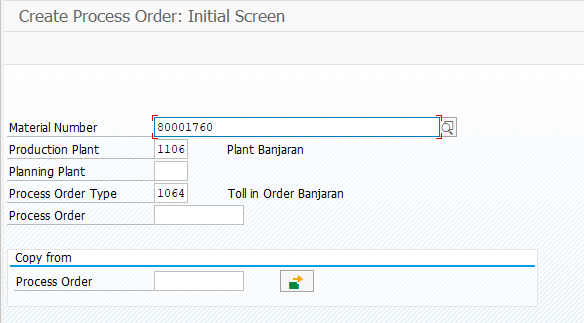 Create Process Order: Initial Screen
Material Number 80001760
Production Plant 1106 Plant Banjaran
Planning Plant
Process Order Type 1064 Toll in Order Banjaran
Process Order
Copy from
Process Order